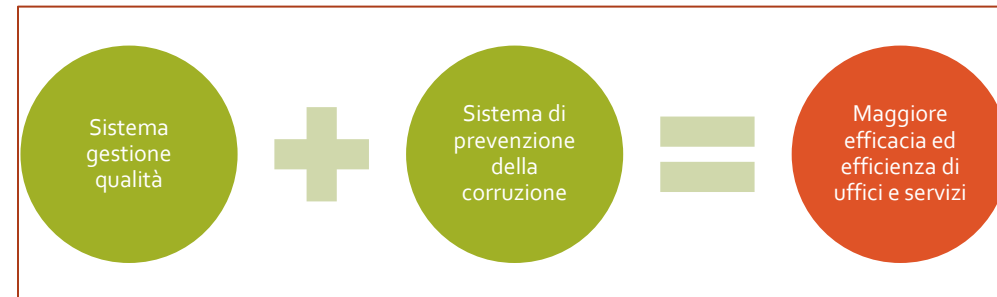 Sistema
gestione
qualità
Sistema di
prevenzione
della
corruzione
Maggiore
efficacia ed
efficienza di
uffici e servizi